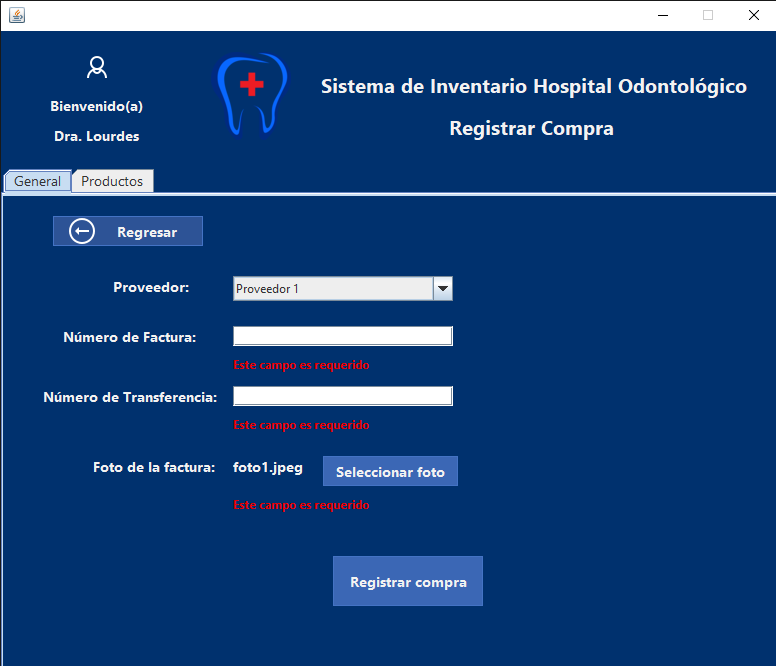 Bienvenido(a)
Dra. Lourdes
Sistema de Inventario Hospital Odontológico
Registrar Compra
General
Productos
Regresar
Proveedor:
Proveedor 1
Número de Factura:
Este campo es requerido
Número de Transferencia:
Este campo es requerido
Foto de la factura:
foto1.jpeg
Seleccionar foto
Este campo es requerido
Registrar compra